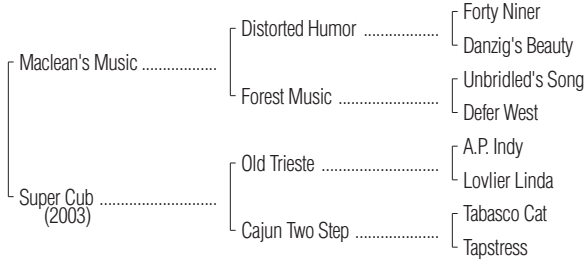 Forty Niner
Distorted Humor ..................
Danzig's Beauty
Maclean's Music ..................
Unbridled's Song
Forest Music ........................
Defer West
A.P. Indy
Old Trieste ............................
Lovlier Linda
Super Cub ............................
(2003)
Tabasco Cat
Cajun Two Step ....................
Tapstress